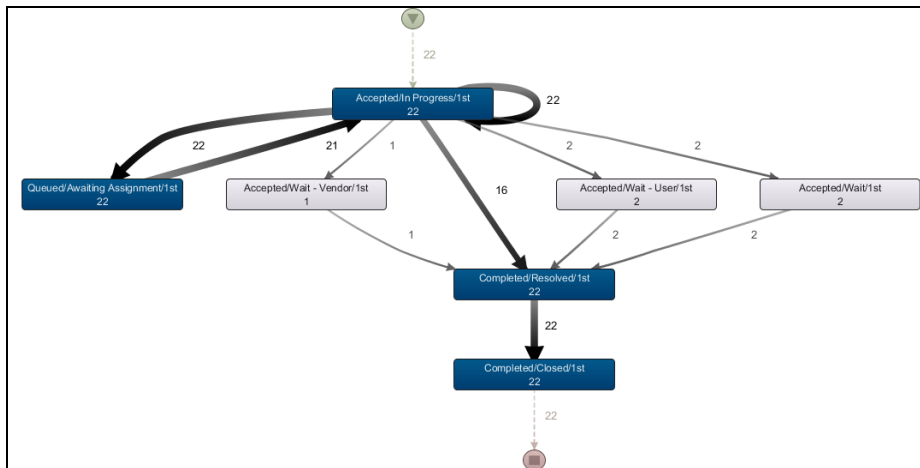 22
Accepted/In Progress/1st
22
22
22
21
1
2
2
Queued/Awaiting Assignment/1st
22
Accepted/Wait - Vendor/1st
1
16
Accepted/Wait - User/1st
2
Accepted/Wait/1st
2
1
2
2
Completed/Resolved/1st
22
22
Completed/Closed/1st
22
22